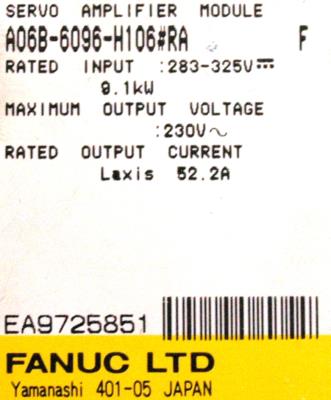 SERVO AMPLIFIER MODULE
A06B-6096-H106#RA F
RATED INPUT :283-325V⎓
9.1kW
MAXIMUM OUTPUT VOLTAGE
:230V~
RATED OUTPUT CURRENT
Laxis 52.2A
EA9725851
FANUC LTD
Yamanashi 401-05 JAPAN